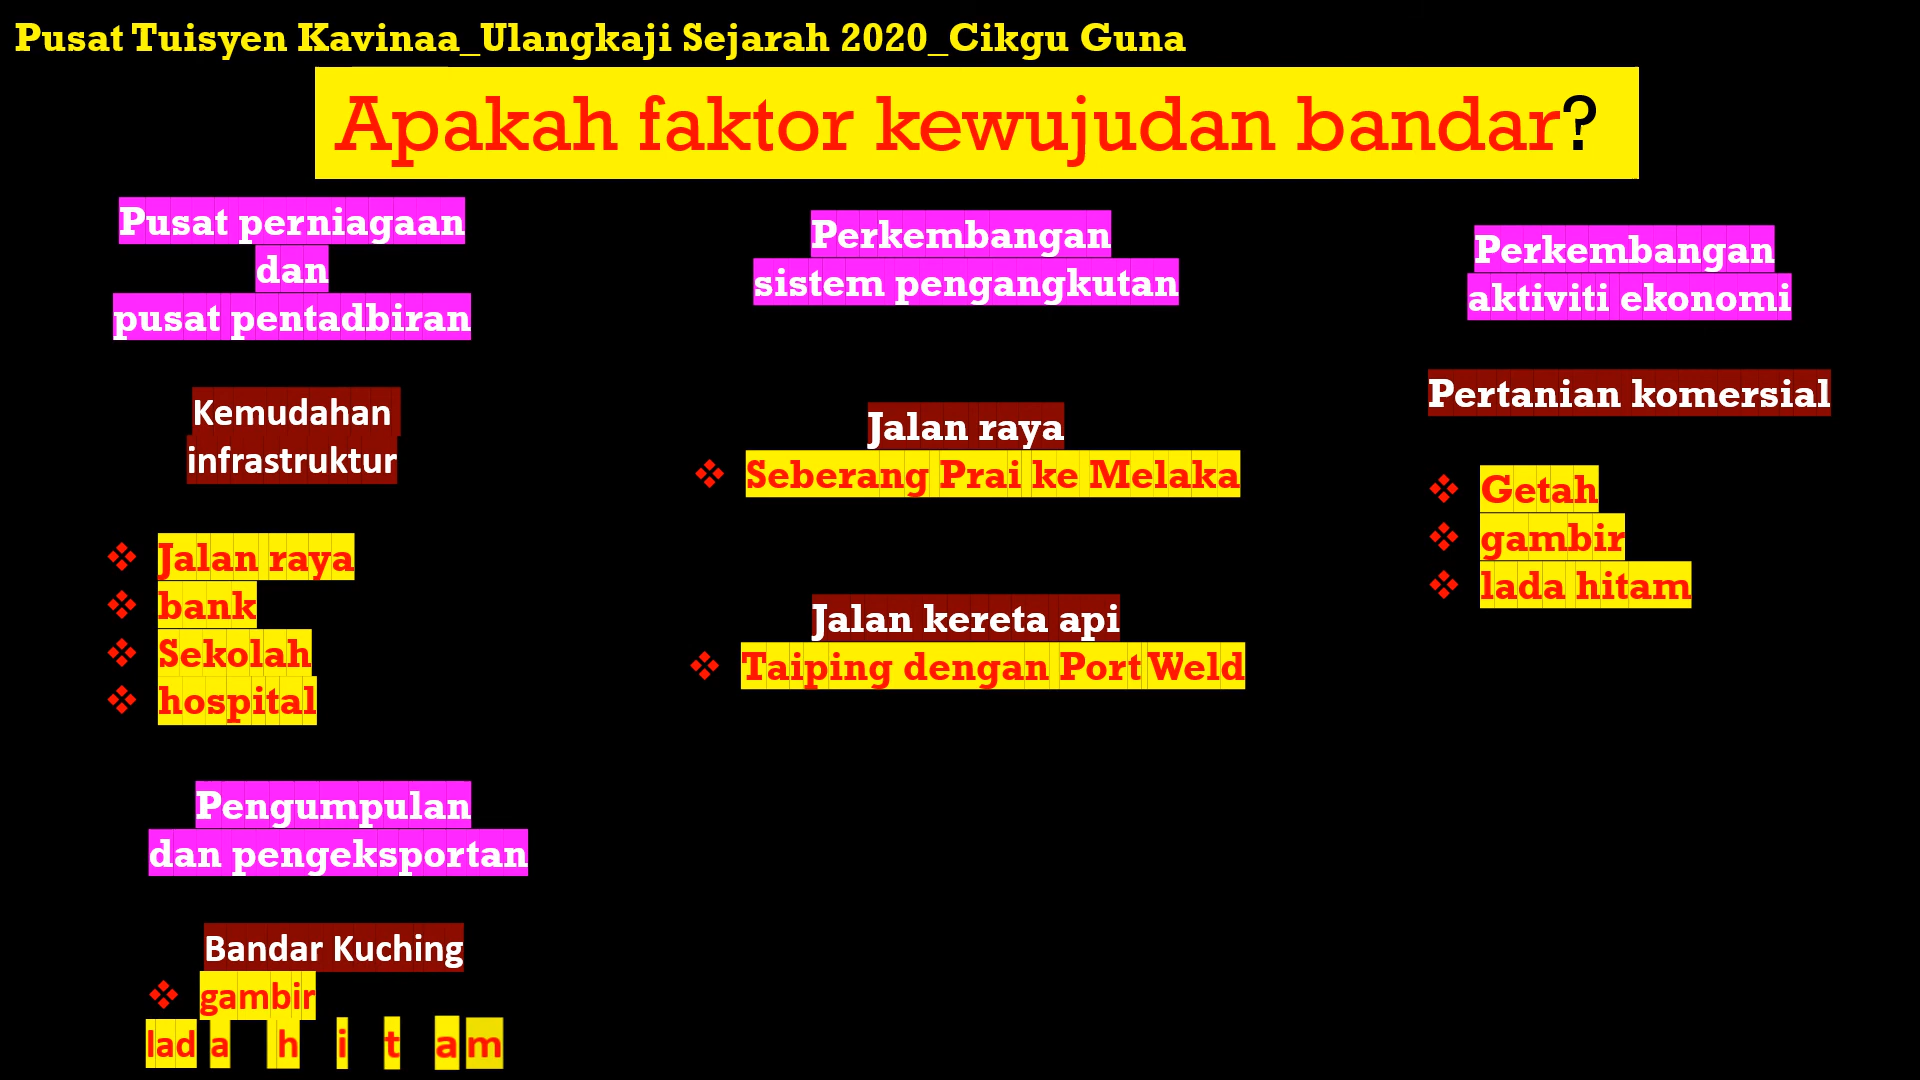 Pusat Tuisyen Kavinaa_Ulangkaji Sejarah 2020_Cikgu Guna
Apakah faktor kewujudan bandar?
Pusat perniagaan
dan
pusat pentadbiran
Kemudahan
infrastruktur
❖ Jalan raya
❖ bank
❖ Sekolah
❖ hospital
Pengumpulan
dan pengeksportan
Bandar Kuching
❖ gambir
lada hitam
Perkembangan
sistem pengangkutan
Jalan raya
❖ Seberang Prai ke Melaka
Jalan kereta api
❖ Taiping dengan Port Weld
Perkembangan
aktiviti ekonomi
Pertanian komersial
❖ Getah
❖ gambir
❖ lada hitam